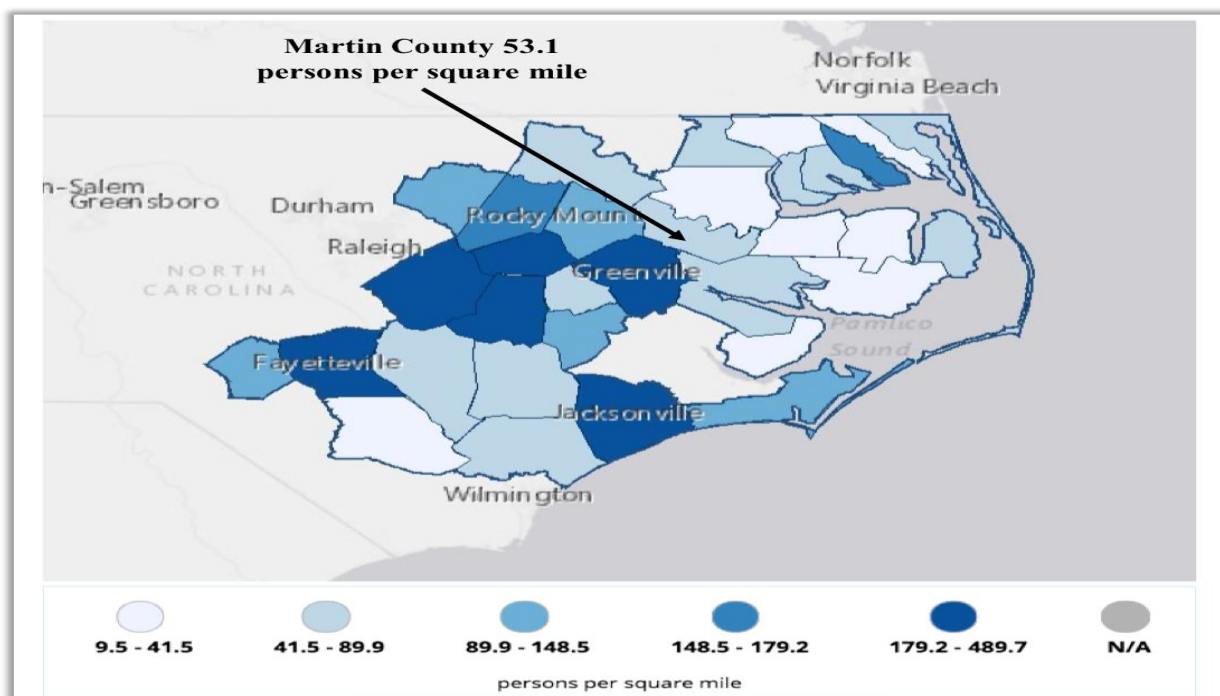 Martin County 53.1
persons per square mile
Norfolk
Virginia Beach
n-Salem
Greensboro
Durham
Rocky Mount
Raleigh
NORTH
CAROLINA
Greenville
Pamlico
Sound
Fayetteville
Jacksonville
Wilmington
9.5 - 41.5
41.5 - 89.9
89.9 - 148.5
148.5 - 179.2
179.2 - 489.7
N/A
persons per square mile